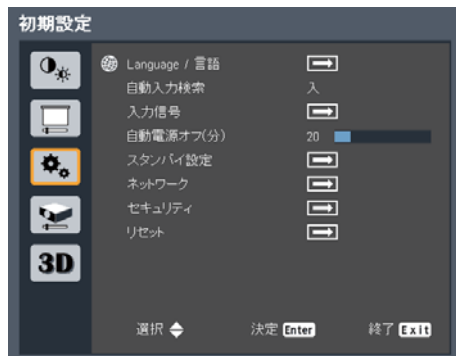 初期設定
Language / 言語
自動入力検索 入
入力信号
自動電源オフ(分) 20
スタンバイ設定
ネットワーク
セキュリティ
リセット
3D
選択 決定 Enter 終了 Exit